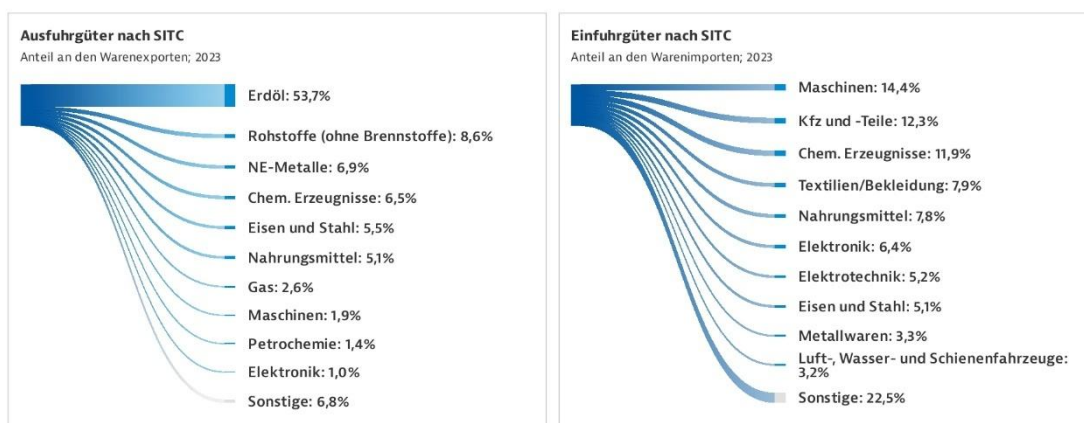 Ausfuhrgüter nach SITC
Anteil an den Warenexporten; 2023
Erdöl: 53,7%
Rohstoffe (ohne Brennstoffe): 8,6%
NE-Metalle: 6,9%
Chem. Erzeugnisse: 6,5%
Eisen und Stahl: 5,5%
Nahrungsmittel: 5,1%
Gas: 2,6%
Maschinen: 1,9%
Petrochemie: 1,4%
Elektronik: 1,0%
Sonstige: 6,8%
Einfuhrgüter nach SITC
Anteil an den Warenimporten; 2023
Maschinen: 14,4%
Kfz und -Teile: 12,3%
Chem. Erzeugnisse: 11,9%
Textilien/Bekleidung: 7,9%
Nahrungsmittel: 7,8%
Elektronik: 6,4%
Elektrotechnik: 5,2%
Eisen und Stahl: 5,1%
Metallwaren: 3,3%
Luft-, Wasser- und Schienenfahrzeuge:
3,2%
Sonstige: 22,5%